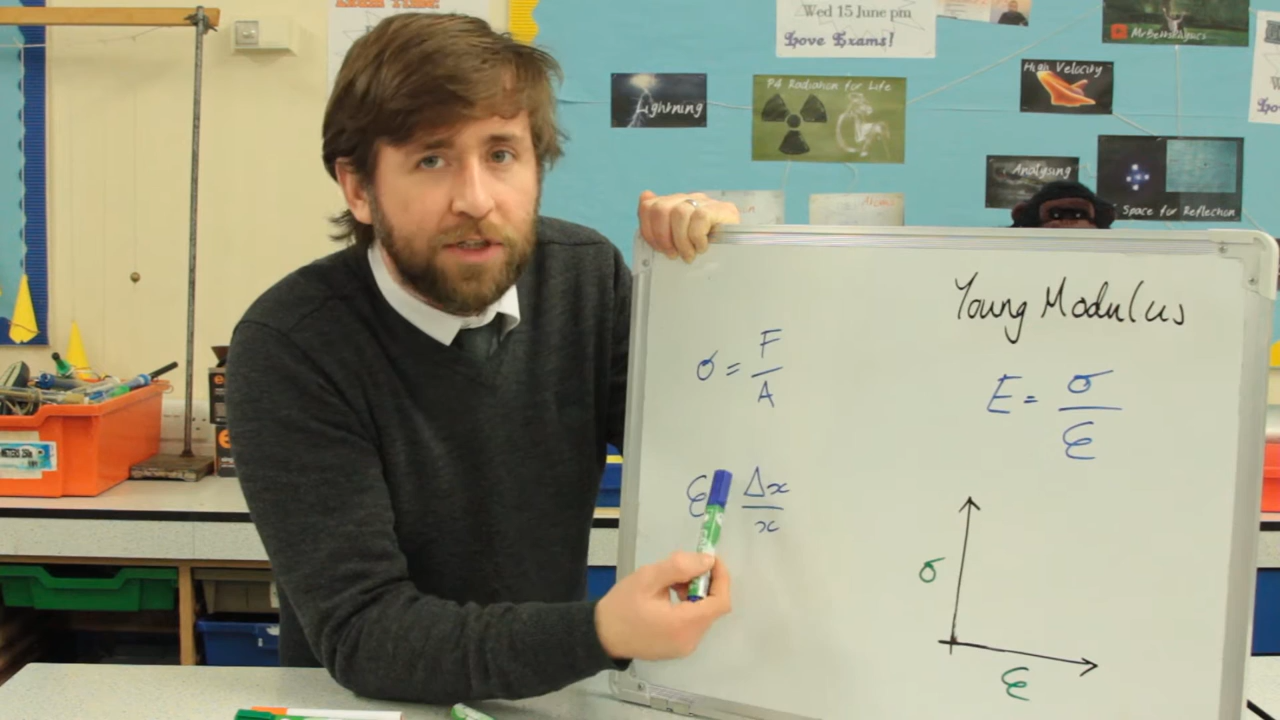 Wed 15 June pm
Love Exams!
MrBettsPhysics
Lightning
P4 Radiation for Life
High Velocity
Analysing
Space for Reflection
Young Modulus
σ = F/A
E = σ/ε
ε Δx/x
σ
ε